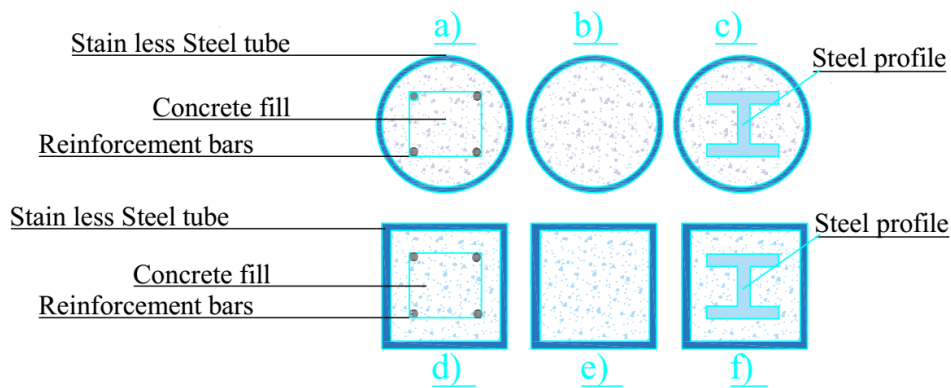 a)
b)
c)
Stain less Steel tube
Steel profile
Concrete fill
Reinforcement bars
Stain less Steel tube
Steel profile
Concrete fill
Reinforcement bars
d)
e)
f)